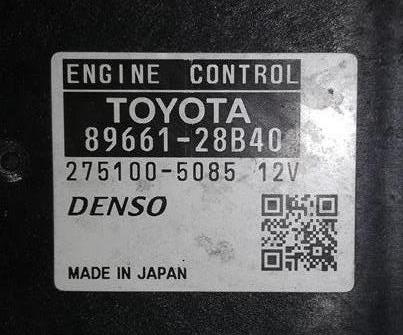 ENGINE CONTROL
TOYOTA
89661-28B40
275100-5085 12V
DENSO
MADE IN JAPAN